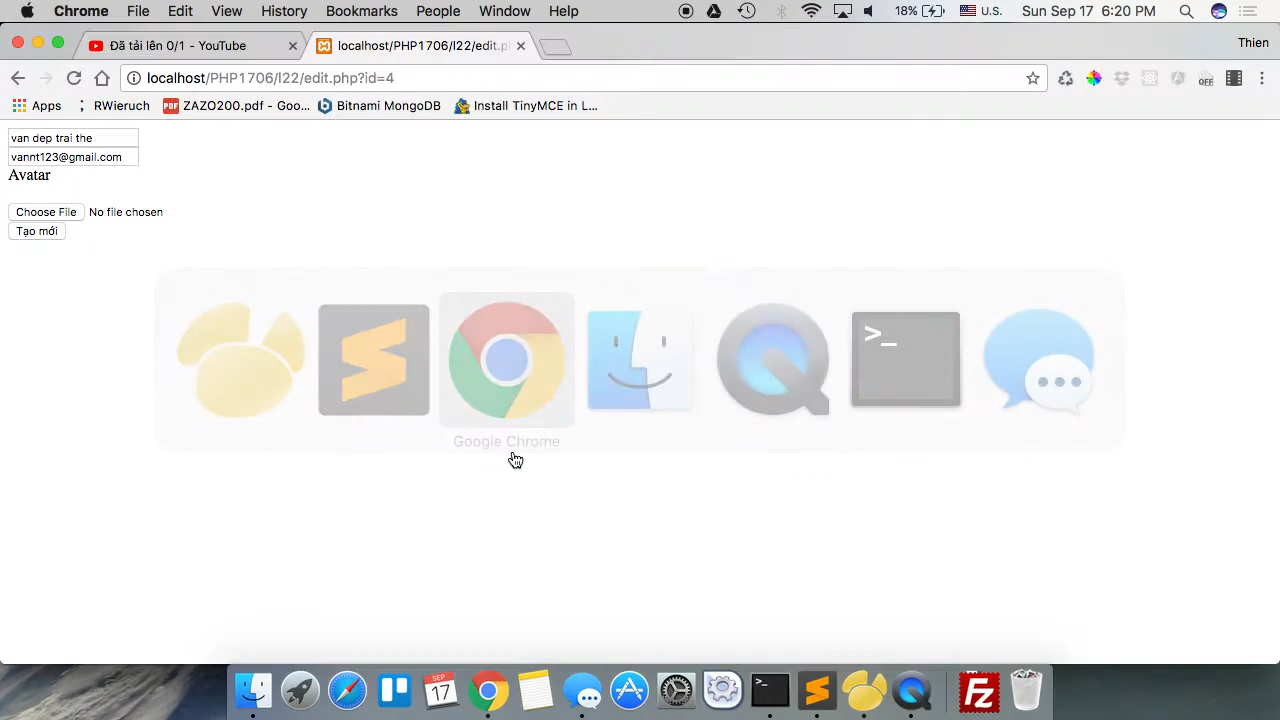 Chrome File Edit View History Bookmarks People Window Help 18% U.S. Sun Sep 17 6:20 PM
Đã tải lên 0/1 - YouTube localhost/PHP1706/l22/edit.p Thien
localhost/PHP1706/l22/edit.php?id=4
Apps RWieruch ZAZO200.pdf - Goo... Bitnami MongoDB Install TinyMCE in L...
van dep trai the
vannt123@gmail.com
Avatar
Choose File No file chosen
Tạo mới
Google Chrome